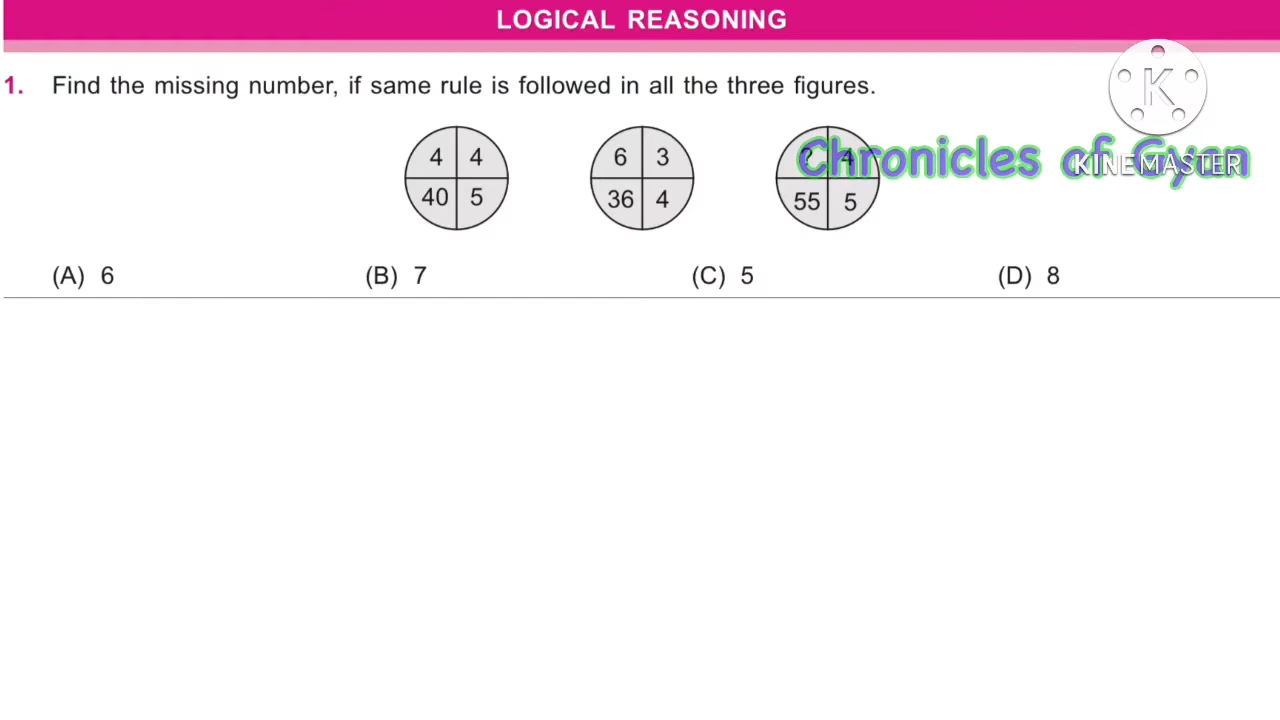 LOGICAL REASONING
1. Find the missing number, if same rule is followed in all the three figures.
4 4 6 3 ? 4
40 5 36 4 55 5
K
Chronicles of Gyan
KINEMASTER
(A) 6 (B) 7 (C) 5 (D) 8